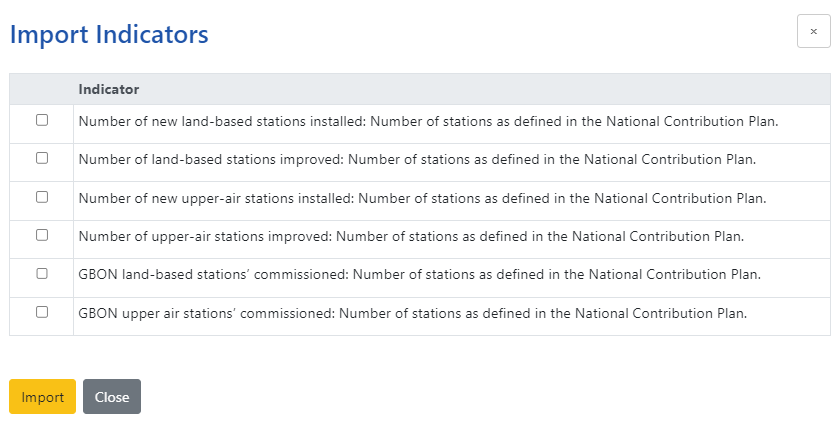 Import Indicators
×
Indicator
Number of new land-based stations installed: Number of stations as defined in the National Contribution Plan.
Number of land-based stations improved: Number of stations as defined in the National Contribution Plan.
Number of new upper-air stations installed: Number of stations as defined in the National Contribution Plan.
Number of upper-air stations improved: Number of stations as defined in the National Contribution Plan.
GBON land-based stations’ commissioned: Number of stations as defined in the National Contribution Plan.
GBON upper air stations’ commissioned: Number of stations as defined in the National Contribution Plan.
Import Close